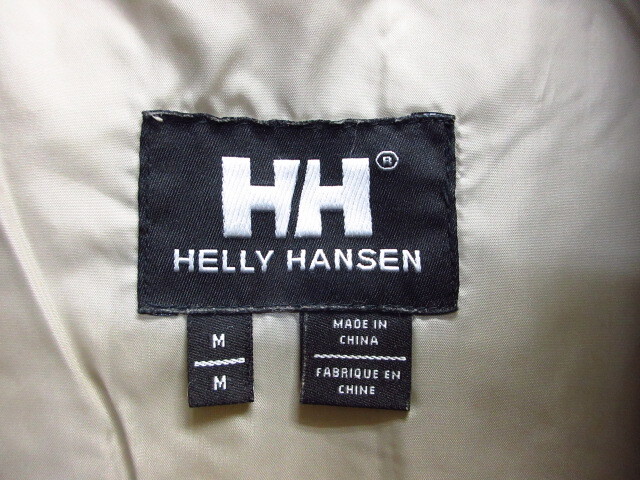 HH®
HELLY HANSEN
M
M
MADE IN
CHINA
FABRIQUE EN
CHINE